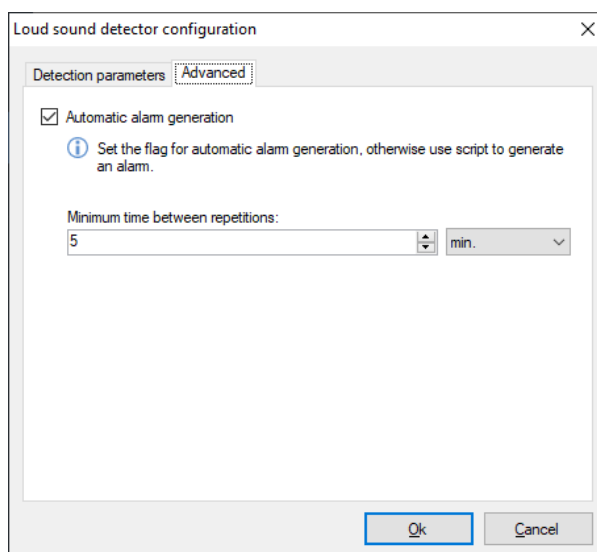 Loud sound detector configuration
Detection parameters
Advanced
Automatic alarm generation
Set the flag for automatic alarm generation, otherwise use script to generate
an alarm.
Minimum time between repetitions:
5
min.
Ok
Cancel